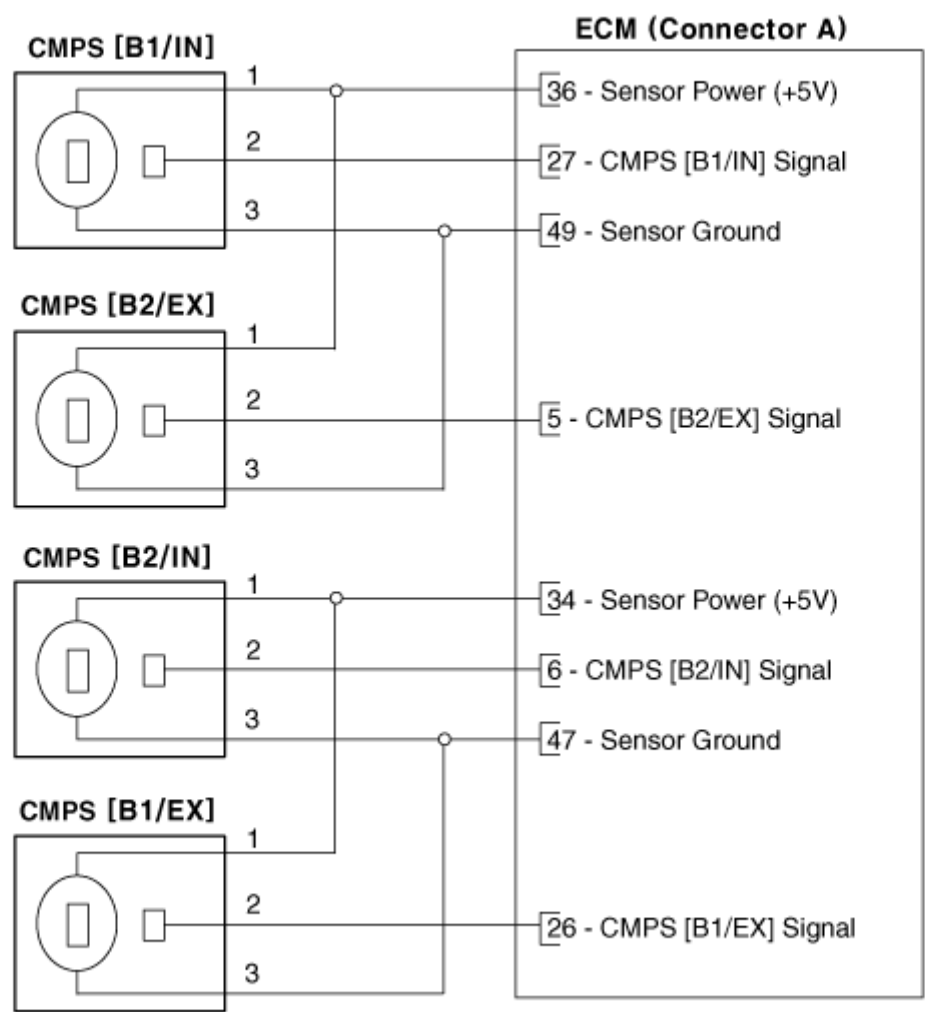 ECM (Connector A)
CMPS [B1/IN]
1
36 - Sensor Power (+5V)
2
27 - CMPS [B1/IN] Signal
3
49 - Sensor Ground
CMPS [B2/EX]
1
2
5 - CMPS [B2/EX] Signal
3
CMPS [B2/IN]
1
34 - Sensor Power (+5V)
2
6 - CMPS [B2/IN] Signal
3
47 - Sensor Ground
CMPS [B1/EX]
1
2
26 - CMPS [B1/EX] Signal
3